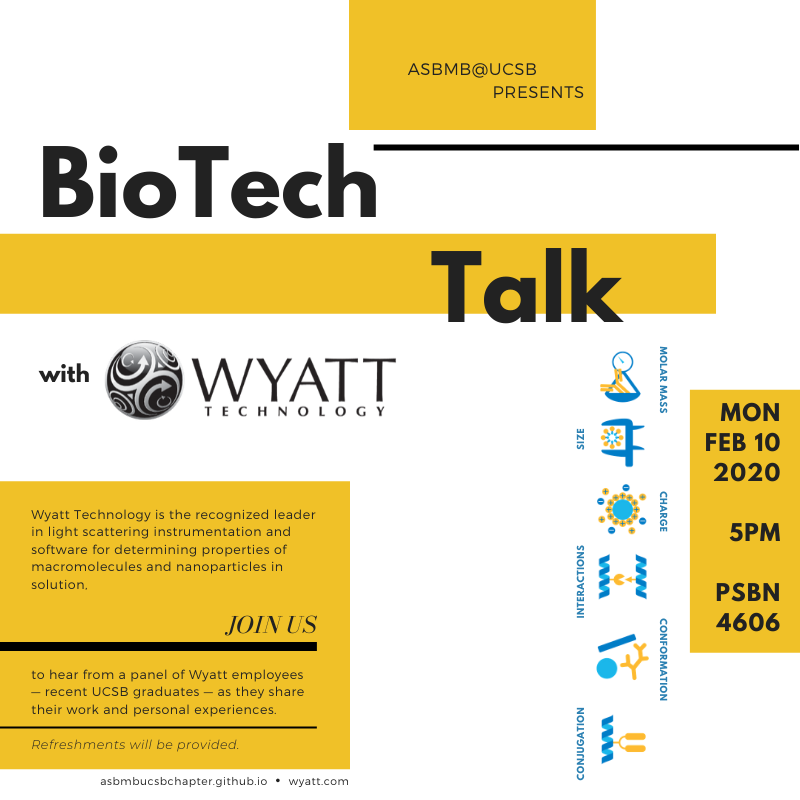 ASBMB@UCSB
PRESENTS
BioTech
Talk
with
WYATT
TECHNOLOGY
MOLAR MASS
SIZE
CHARGE
INTERACTIONS
CONFORMATION
CONJUGATION
MON
FEB 10
2020
5PM
PSBN
4606
Wyatt Technology is the recognized leader
in light scattering instrumentation and
software for determining properties of
macromolecules and nanoparticles in
solution,
JOIN US
to hear from a panel of Wyatt employees
— recent UCSB graduates — as they share
their work and personal experiences.
Refreshments will be provided.
asbmbucsbchapter.github.io • wyatt.com